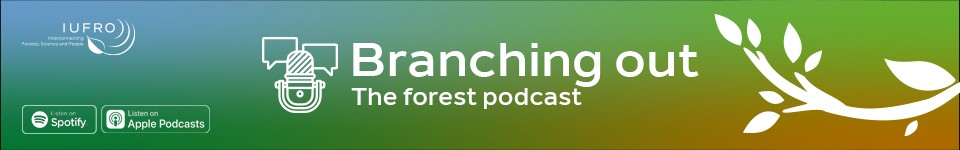 IUFRO
Interconnecting
Forests, Science and People
Branching out
The forest podcast
Listen on
Spotify
Listen on
Apple Podcasts